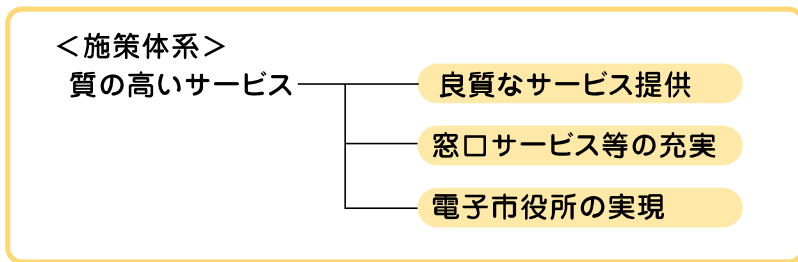 ＜施策体系＞
質の高いサービス
良質なサービス提供
窓口サービス等の充実
電子市役所の実現